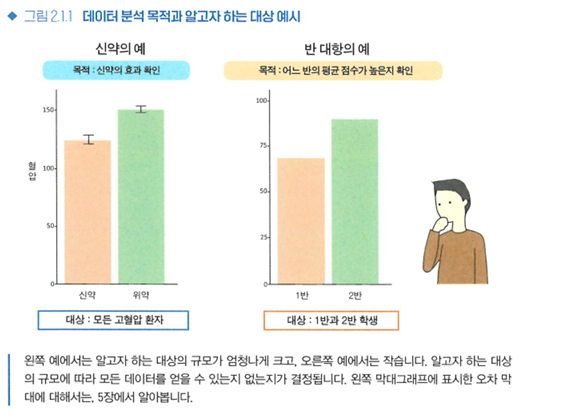 ◆ 그림 2.1.1 데이터 분석 목적과 알고자 하는 대상 예시
신약의 예
목적 : 신약의 효과 확인
혈압
150
100
50
0
신약 위약
대상 : 모든 고혈압 환자
반 대항의 예
목적 : 어느 반의 평균 점수가 높은지 확인
100
75
50
25
0
1반 2반
대상 : 1반과 2반 학생
왼쪽 예에서는 알고자 하는 대상의 규모가 엄청나게 크고, 오른쪽 예에서는 작습니다. 알고자 하는 대상
의 규모에 따라 모든 데이터를 얻을 수 있는지 없는지가 결정됩니다. 왼쪽 막대그래프에 표시한 오차 막
대에 대해서는, 5장에서 알아봅니다.